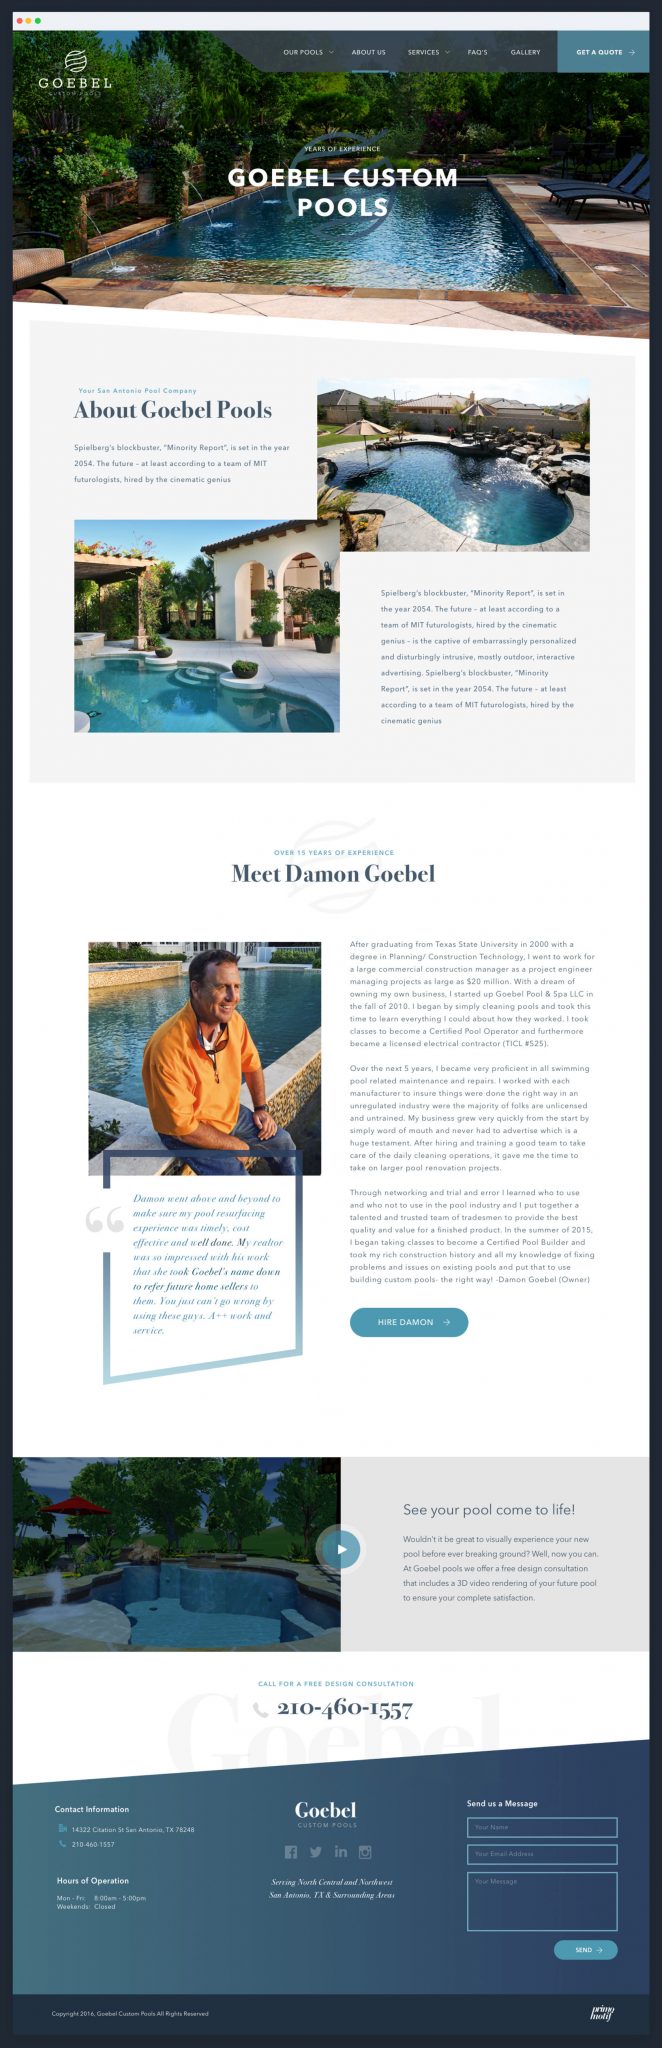 GOEBEL
CUSTOM POOLS
OUR POOLS
ABOUT US
SERVICES
FAQ'S
GALLERY
GET A QUOTE
YEARS OF EXPERIENCE
GOEBEL CUSTOM
POOLS
Your San Antonio Pool Company
About Goebel Pools
Spielberg's blockbuster, "Minority Report", is set in the year
2054. The future – at least according to a team of MIT
futurologists, hired by the cinematic genius
Spielberg's blockbuster, "Minority Report", is set in
the year 2054. The future – at least according to a
team of MIT futurologists, hired by the cinematic
genius – is the captive of embarrassingly personalized
and disturbingly intrusive, mostly outdoor, interactive
advertising. Spielberg's blockbuster, "Minority
Report", is set in the year 2054. The future – at least
according to a team of MIT futurologists, hired by the
cinematic genius
OVER 15 YEARS OF EXPERIENCE
Meet Damon Goebel
After graduating from Texas State University in 2000 with a
degree in Planning/ Construction Technology, I went to work for
a large commercial construction manager as a project engineer
managing projects as large as $20 million. With a dream of
owning my own business, I started up Goebel Pool & Spa LLC in
the fall of 2010. I began by simply cleaning pools and took this
time to learn everything I could about how they worked. I took
classes to become a Certified Pool Operator and furthermore
became a licensed electrical contractor (TICL #525).
Over the next 5 years, I became very proficient in all swimming
pool related maintenance and repairs. I worked with each
manufacturer to insure things were done the right way in an
unregulated industry were the majority of folks are unlicensed
and untrained. My business grew very quickly from the start by
simply word of mouth and never had to advertise which is a
huge testament. After hiring and training a good team to take
care of the daily cleaning operations, it gave me the time to
take on larger pool renovation projects.
Through networking and trial and error I learned who to use
and who not to use in the pool industry and I put together a
talented and trusted team of tradesmen to provide the best
quality and value for a finished product. In the summer of 2015,
I began taking classes to become a Certified Pool Builder and
took my rich construction history and all my knowledge of fixing
problems and issues on existing pools and put that to use
building custom pools- the right way! -Damon Goebel (Owner)
HIRE DAMON
“
Damon went above and beyond to
make sure my pool resurfacing
experience was timely, cost
effective and well done. My realtor
was so impressed with his work
that she took Goebel's name down
to refer future home sellers to
them. You just can't go wrong by
using these guys. A++ work and
service.
See your pool come to life!
Wouldn't it be great to visually experience your new
pool before ever breaking ground? Well, now you can.
At Goebel pools we offer a free design consultation
that includes a 3D video rendering of your future pool
to ensure your complete satisfaction.
Goebel
CALL FOR A FREE DESIGN CONSULTATION
210-460-1557
Contact Information
14322 Citation St San Antonio, TX 78248
210-460-1557
Hours of Operation
Mon - Fri: 8:00am - 5:00pm
Weekends: Closed
Goebel
CUSTOM POOLS
Serving North Central and Northwest
San Antonio, TX & Surrounding Areas
Send us a Message
Your Name
Your Email Address
Your Message
SEND
Copyright 2016, Goebel Custom Pools All Rights Reserved
primo
motif